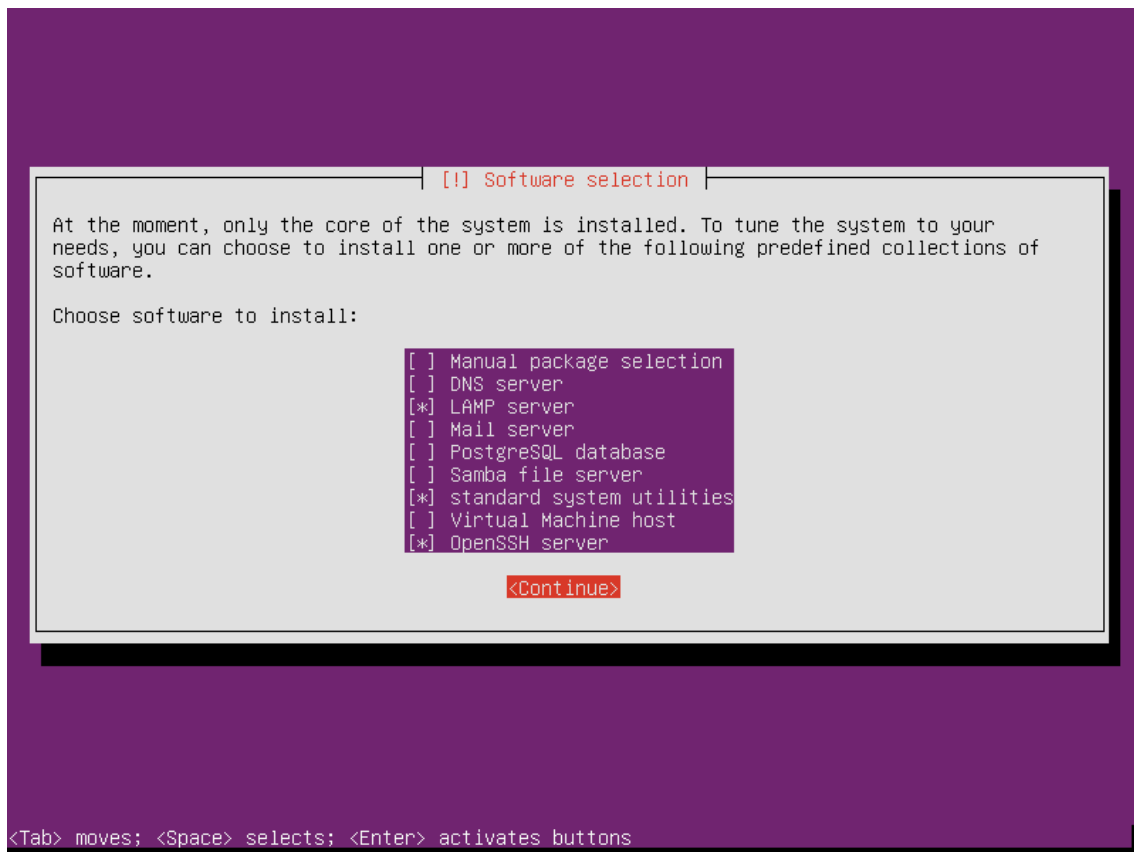 [!] Software selection
At the moment, only the core of the system is installed. To tune the system to your
needs, you can choose to install one or more of the following predefined collections of
software.
Choose software to install:
[ ] Manual package selection
[ ] DNS server
[*] LAMP server
[ ] Mail server
[ ] PostgreSQL database
[ ] Samba file server
[*] standard system utilities
[ ] Virtual Machine host
[*] OpenSSH server
<Continue>
<Tab> moves; <Space> selects; <Enter> activates buttons